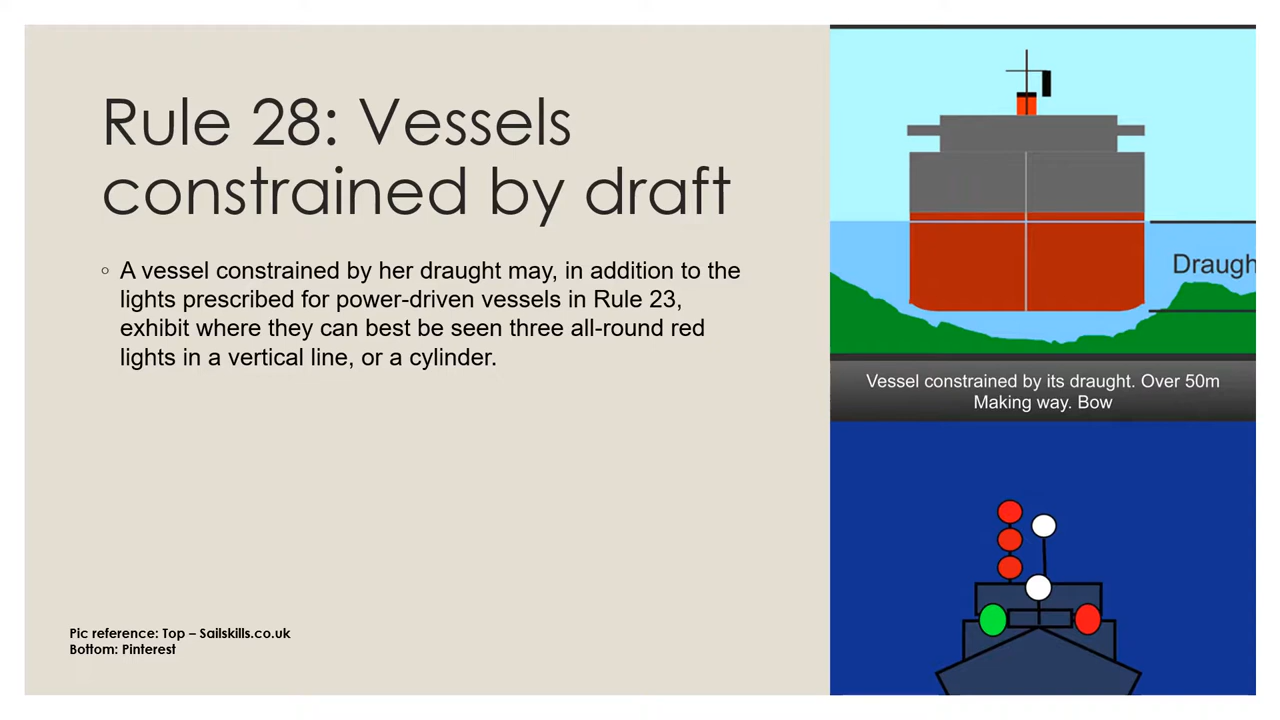 Rule 28: Vessels
constrained by draft
◦ A vessel constrained by her draught may, in addition to the
lights prescribed for power-driven vessels in Rule 23,
exhibit where they can best be seen three all-round red
lights in a vertical line, or a cylinder.
Pic reference: Top – Sailskills.co.uk
Bottom: Pinterest
Draugh
Vessel constrained by its draught. Over 50m
Making way. Bow